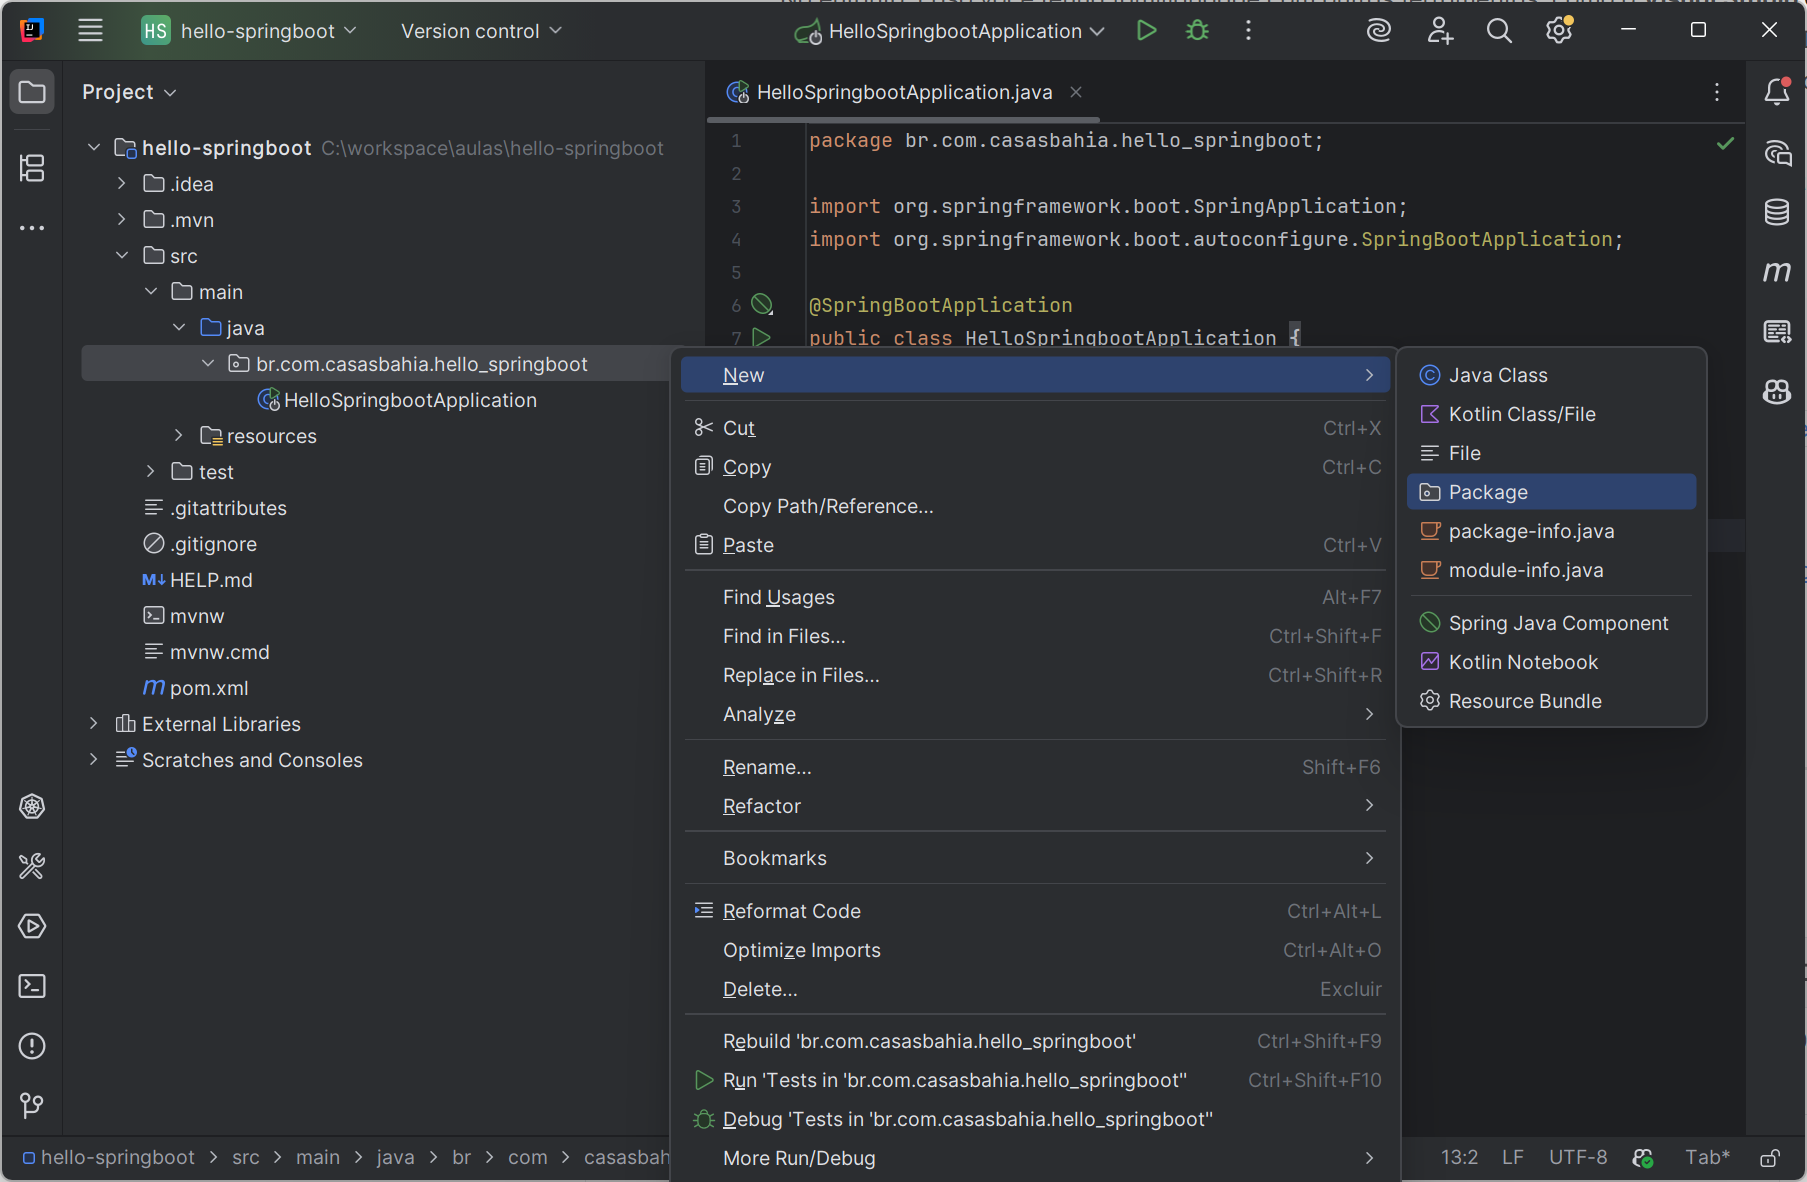 HS hello-springboot Version control HelloSpringbootApplication
Project
HelloSpringbootApplication.java
hello-springboot C:\workspace\aulas\hello-springboot
.idea
.mvn
src
main
java
br.com.casasbahia.hello_springboot
HelloSpringbootApplication
resources
test
.gitattributes
.gitignore
M↓ HELP.md
mvnw
mvnw.cmd
m pom.xml
External Libraries
Scratches and Consoles
1 package br.com.casasbahia.hello_springboot;
2
3 import org.springframework.boot.SpringApplication;
4 import org.springframework.boot.autoconfigure.SpringBootApplication;
5
6 @SpringBootApplication
7 public class HelloSpringbootApplication {
New
Cut Ctrl+X
Copy Ctrl+C
Copy Path/Reference...
Paste Ctrl+V
Find Usages Alt+F7
Find in Files... Ctrl+Shift+F
Replace in Files... Ctrl+Shift+R
Analyze
Rename... Shift+F6
Refactor
Bookmarks
Reformat Code Ctrl+Alt+L
Optimize Imports Ctrl+Alt+O
Delete... Excluir
Rebuild 'br.com.casasbahia.hello_springboot' Ctrl+Shift+F9
Run 'Tests in 'br.com.casasbahia.hello_springboot'' Ctrl+Shift+F10
Debug 'Tests in 'br.com.casasbahia.hello_springboot''
More Run/Debug
Java Class
Kotlin Class/File
File
Package
package-info.java
module-info.java
Spring Java Component
Kotlin Notebook
Resource Bundle
m
hello-springboot > src > main > java > br > com > casasbah
13:2 LF UTF-8 Tab*